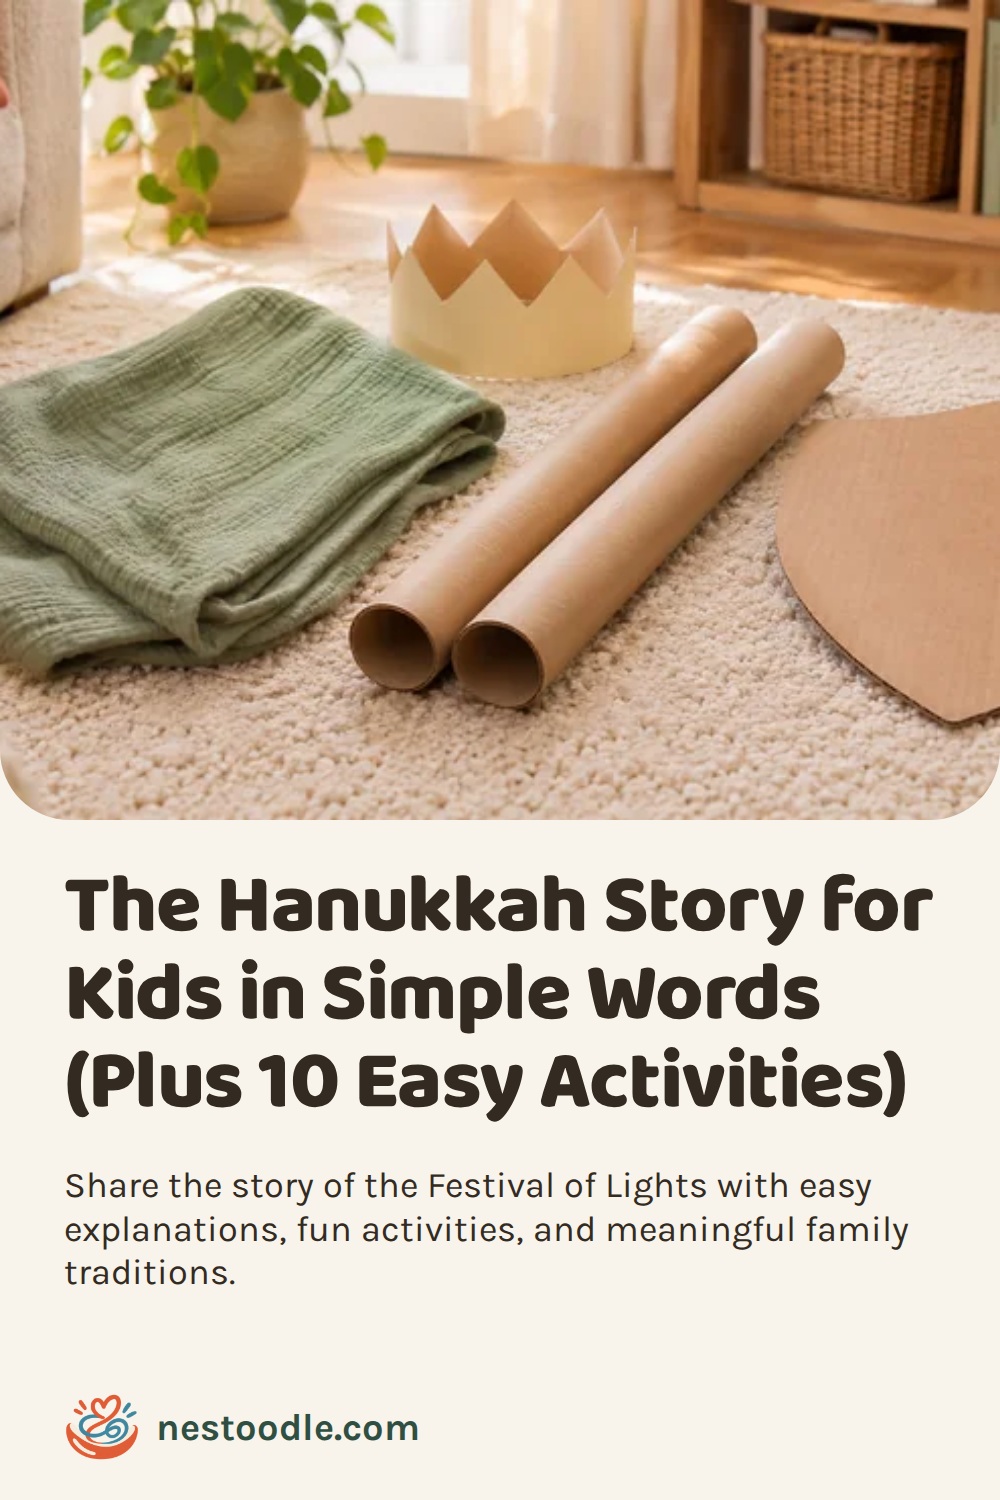 The Hanukkah Story for
Kids in Simple Words
(Plus 10 Easy Activities)
Share the story of the Festival of Lights with easy
explanations, fun activities, and meaningful family
traditions.
nestoodle.com